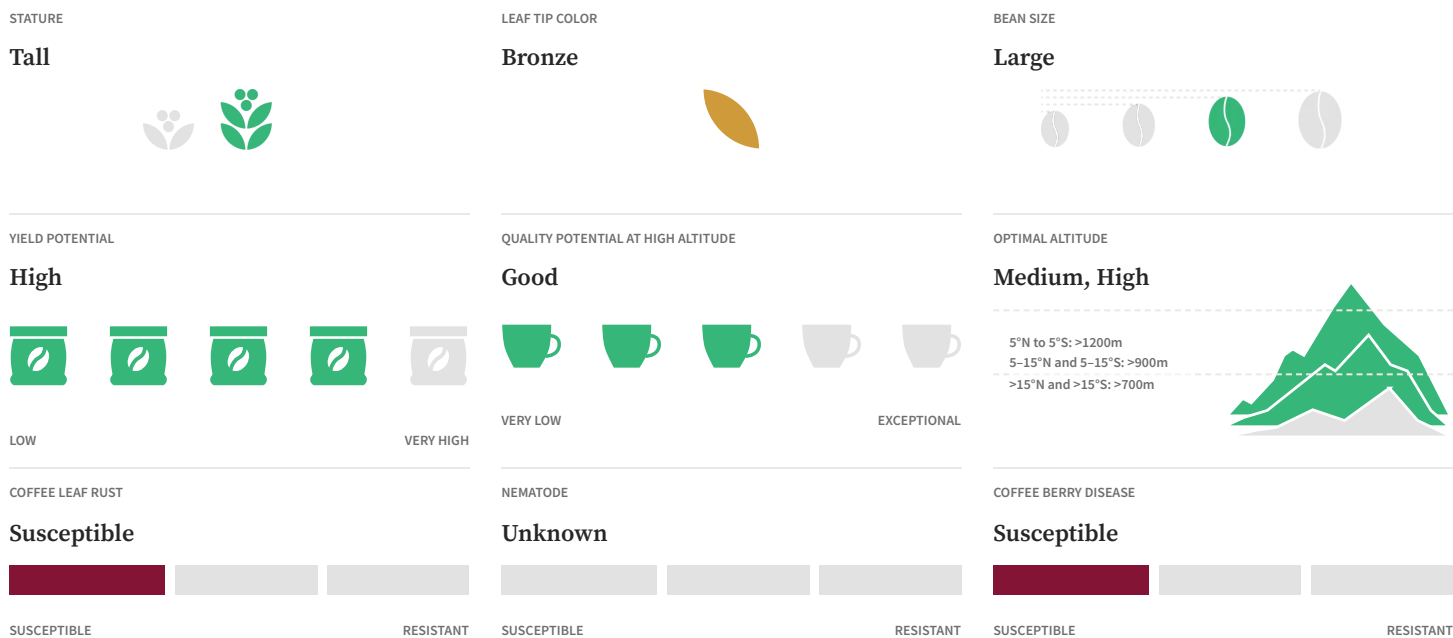 STATURE
Tall
LEAF TIP COLOR
Bronze
BEAN SIZE
Large
YIELD POTENTIAL
High
LOW
VERY HIGH
QUALITY POTENTIAL AT HIGH ALTITUDE
Good
VERY LOW
EXCEPTIONAL
OPTIMAL ALTITUDE
Medium, High
5°N to 5°S: >1200m
5–15°N and 5–15°S: >900m
>15°N and >15°S: >700m
COFFEE LEAF RUST
Susceptible
SUSCEPTIBLE
RESISTANT
NEMATODE
Unknown
SUSCEPTIBLE
RESISTANT
COFFEE BERRY DISEASE
Susceptible
SUSCEPTIBLE
RESISTANT